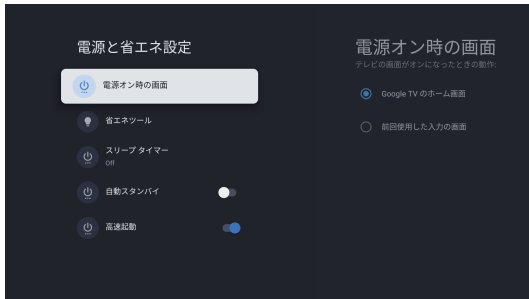 電源と省エネ設定
電源オン時の画面
省エネツール
スリープ タイマー
Off
自動スタンバイ
高速起動
電源オン時の画面
テレビの画面がオンになったときの動作:
Google TV のホーム画面
前回使用した入力の画面